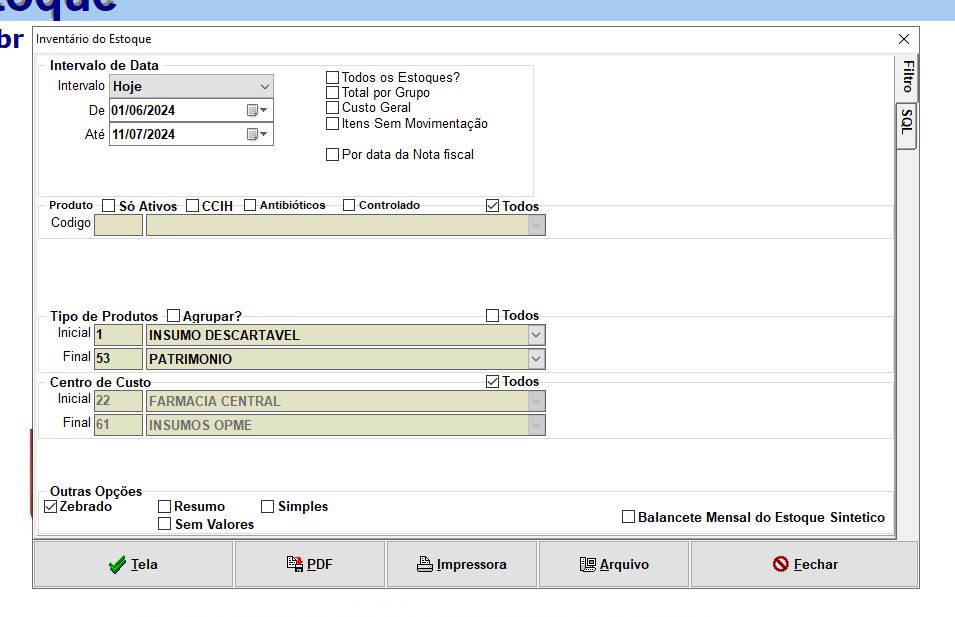 toque
br
Inventário do Estoque
Filtro
SQL
Intervalo de Data
Intervalo Hoje
De 01/06/2024
Até 11/07/2024
Todos os Estoques?
Total por Grupo
Custo Geral
Itens Sem Movimentação
Por data da Nota fiscal
Produto Só Ativos CCIH Antibióticos Controlado Todos
Codigo
Tipo de Produtos Agrupar? Todos
Inicial 1 INSUMO DESCARTAVEL
Final 53 PATRIMONIO
Centro de Custo Todos
Inicial 22 FARMACIA CENTRAL
Final 61 INSUMOS OPME
Outras Opções
Zebrado Resumo Simples
Sem Valores
Balancete Mensal do Estoque Sintetico
Tela PDF Impressora Arquivo Fechar